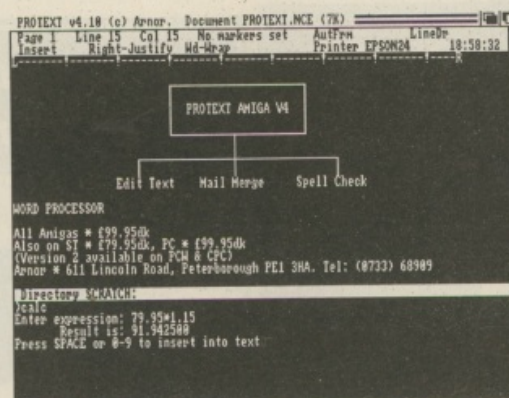 PROTEXT v4.10 (c) Arnor. Document PROTEXT.NCE (7K)
Page 1 Line 15 Col 15 No markers set AutFrm LineDr
Insert Right-Justify Wd-Wrap Printer EPSON24 18:58:32
PROTEXT AMIGA V4
Edit Text Mail Merge Spell Check
WORD PROCESSOR
All Amigas * £99.95dk
Also on ST * £79.95dk, PC * £99.95dk
(Version 2 available on PCW & CPC)
Arnor * 611 Lincoln Road, Peterborough PE1 3HA. Tel: (0733) 68909
Directory SCRATCH:
>calc
Enter expression: 79.95*1.15
Result is: 91.942500
Press SPACE or 0-9 to insert into text